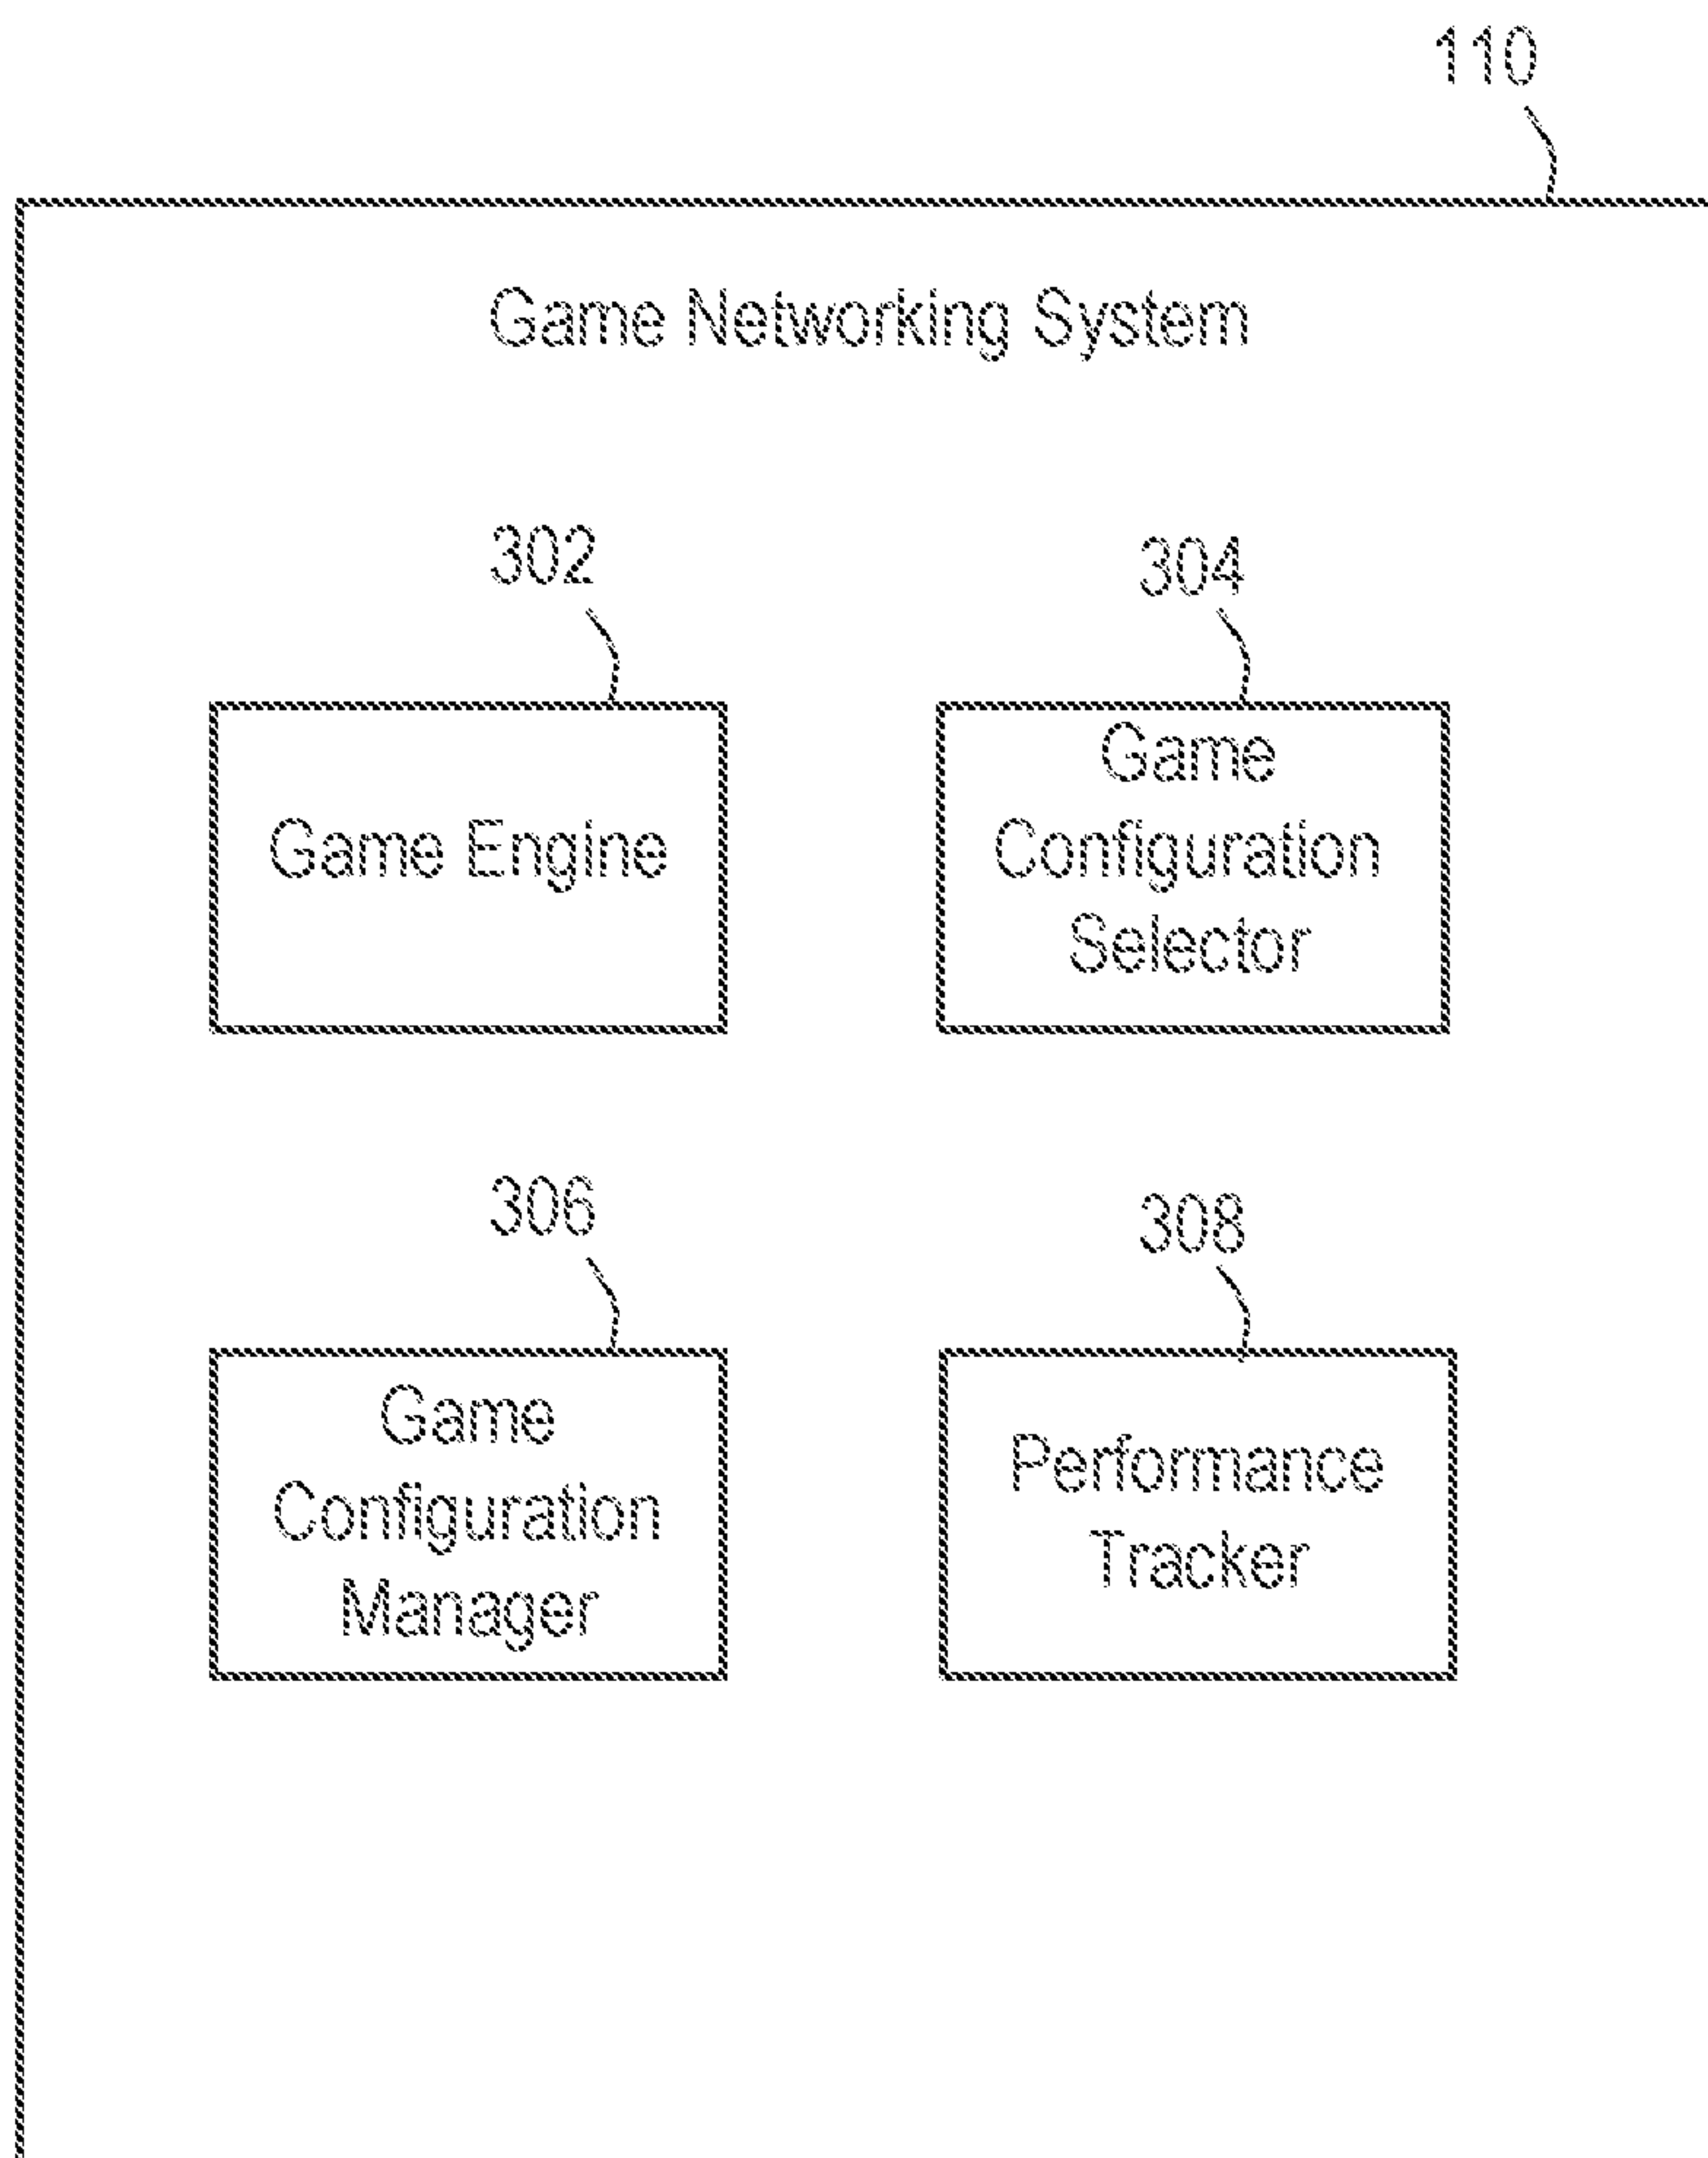 110
Game Networking System
302
304
Game Engine
Game
Configuration
Selector
306
308
Game
Configuration
Manager
Performance
Tracker